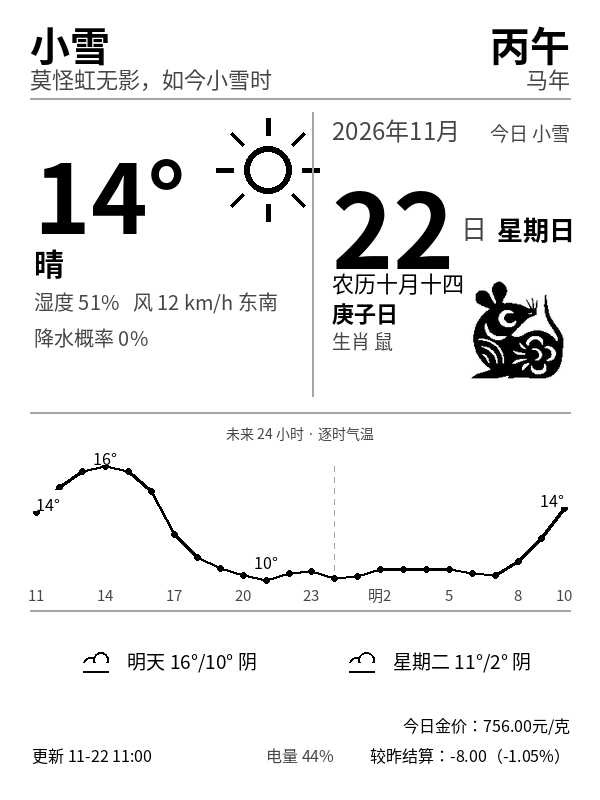 小雪
丙午
莫怪虹无影，如今小雪时
马年
14°
晴
湿度 51% 风 12 km/h 东南
降水概率 0%
2026年11月 今日 小雪
22 日 星期日
农历十月十四
庚子日
生肖 鼠
未来 24 小时 · 逐时气温
14° 16° 10° 14°
11 14 17 20 23 明2 5 8 10
明天 16°/10° 阴 星期二 11°/2° 阴
今日金价：756.00元/克
更新 11-22 11:00 电量 44% 较昨结算：-8.00（-1.05%）